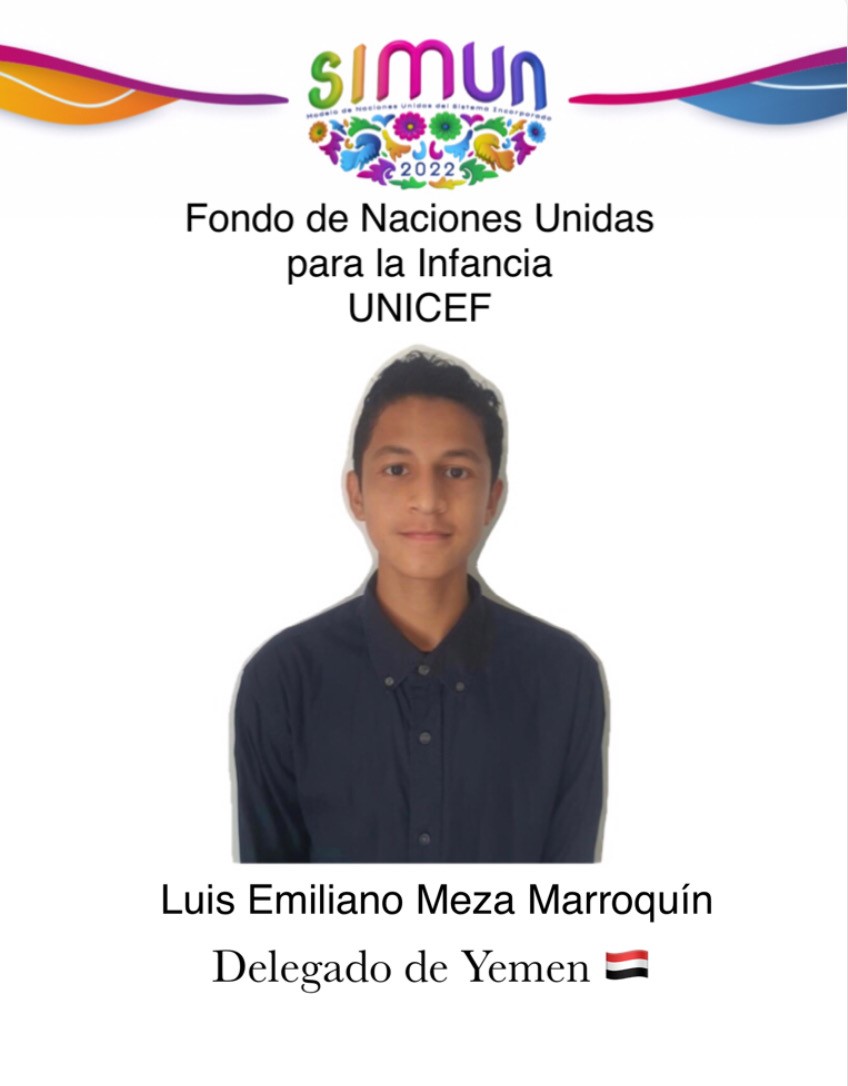 SIMUN
Modelo de Naciones Unidas del Sistema Incorporado
2022
Fondo de Naciones Unidas
para la Infancia
UNICEF
Luis Emiliano Meza Marroquín
Delegado de Yemen 🇾🇪